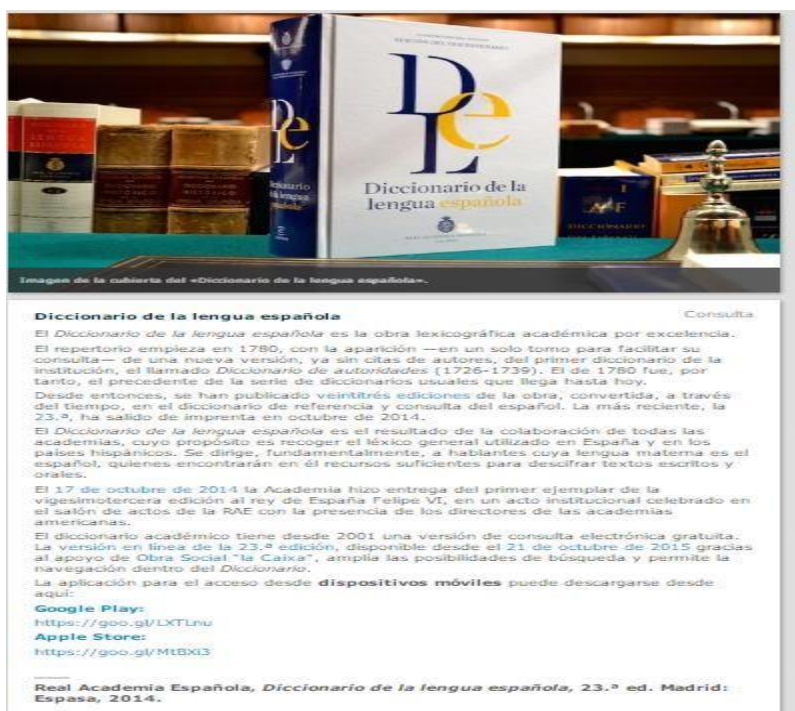 DeL
Diccionario de la
lengua española
Imagen de la cubierta del «Diccionario de la lengua española».
Diccionario de la lengua española
Consulta
El Diccionario de la lengua española es la obra lexicográfica académica por excelencia.
El repertorio empieza en 1780, con la aparición —en un solo tomo para facilitar su
consulta— de una nueva versión, ya sin citas de autores, del primer diccionario de la
institución, el llamado Diccionario de autoridades (1726-1739). El de 1780 fue, por
tanto, el precedente de la serie de diccionarios usuales que llega hasta hoy.
Desde entonces, se han publicado veintitrés ediciones de la obra, convertida, a través
del tiempo, en el diccionario de referencia y consulta del español. La más reciente, la
23.ª, ha salido de imprenta en octubre de 2014.
El Diccionario de la lengua española es el resultado de la colaboración de todas las
academias, cuyo propósito es recoger el léxico general utilizado en España y en los
países hispánicos. Se dirige, fundamentalmente, a hablantes cuya lengua materna es el
español, quienes encontrarán en él recursos suficientes para descifrar textos escritos y
orales.
El 17 de octubre de 2014 la Academia hizo entrega del primer ejemplar de la
vigesimotercera edición al rey de España Felipe VI, en un acto institucional celebrado en
el salón de actos de la RAE con la presencia de los directores de las academias
americanas.
El diccionario académico tiene desde 2001 una versión de consulta electrónica gratuita.
La versión en línea de la 23.ª edición, disponible desde el 21 de octubre de 2015 gracias
al apoyo de Obra Social "la Caixa", amplía las posibilidades de búsqueda y permite la
navegación dentro del Diccionario.
La aplicación para el acceso desde dispositivos móviles puede descargarse desde
aquí:
Google Play:
https://goo.gl/LXTLnu
Apple Store:
https://goo.gl/MtBXi3
Real Academia Española, Diccionario de la lengua española, 23.ª ed. Madrid:
Espasa, 2014.